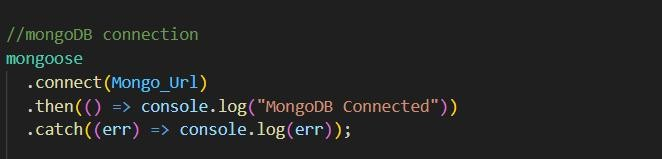 //mongoDB connection
mongoose
  .connect(Mongo_Url)
  .then(() => console.log("MongoDB Connected"))
  .catch((err) => console.log(err));